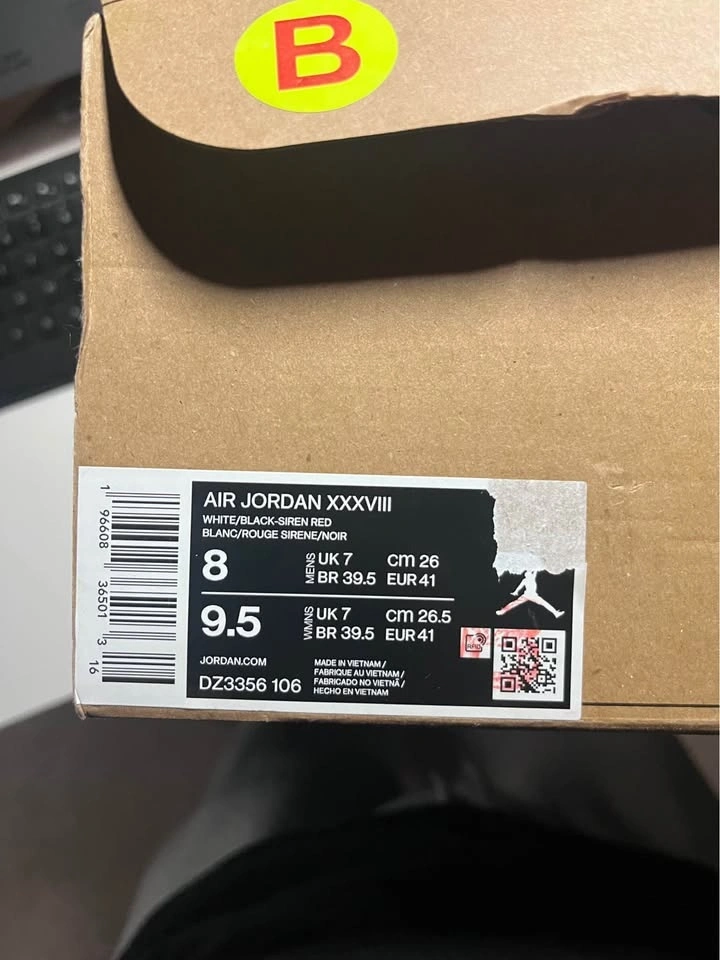 B
AIR JORDAN XXXVIII
WHITE/BLACK-SIREN RED
BLANC/ROUGE SIRENE/NOIR
8
MENS
UK 7 CM 26
BR 39.5 EUR 41
9.5
WMNS
UK 7 CM 26.5
BR 39.5 EUR 41
JORDAN.COM
DZ3356 106
MADE IN VIETNAM /
FABRIQUE AU VIETNAM /
FABRICADO NO VIETNÃ /
HECHO EN VIETNAM
RFID
1 96608 36501 3 16